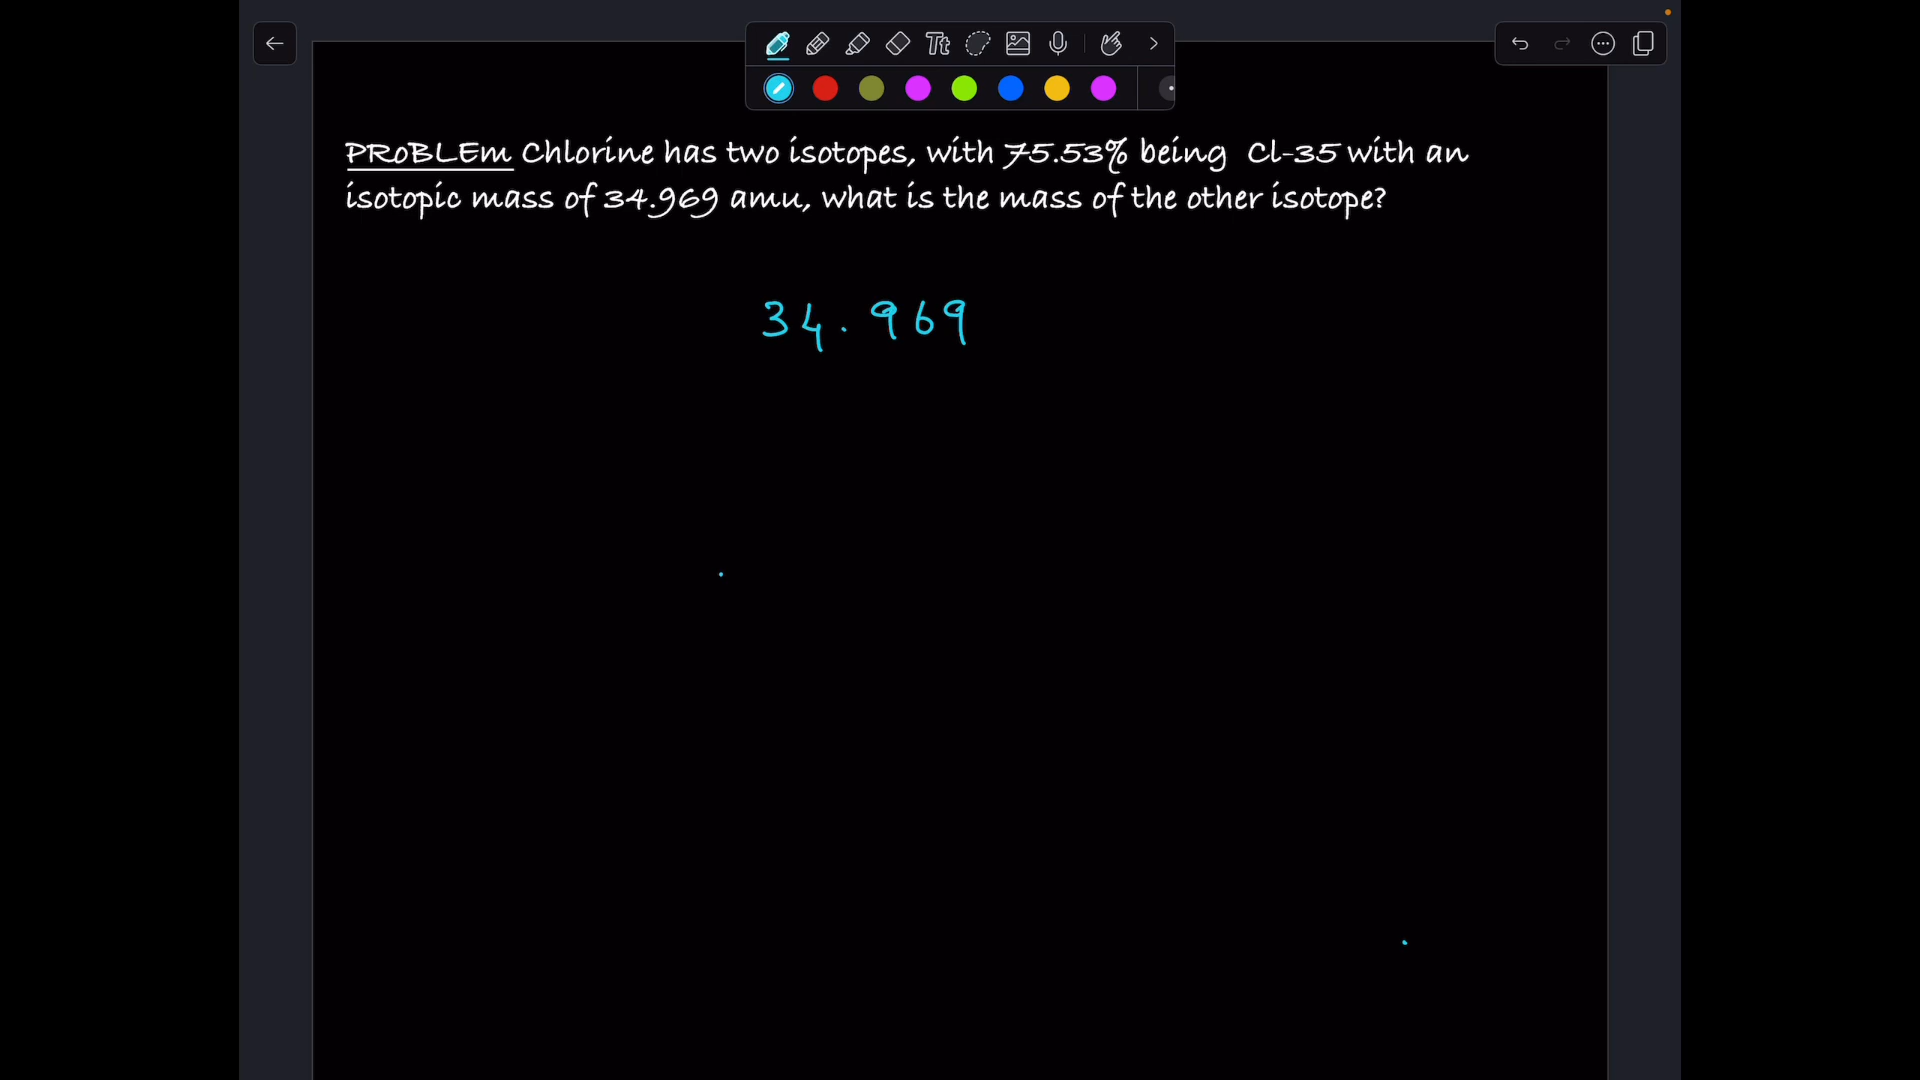 Tt
PRoBLEm Chlorine has two isotopes, with 75.53% being Cl-35 with an
isotopic mass of 34.969 amu, what is the mass of the other isotope?
34.969